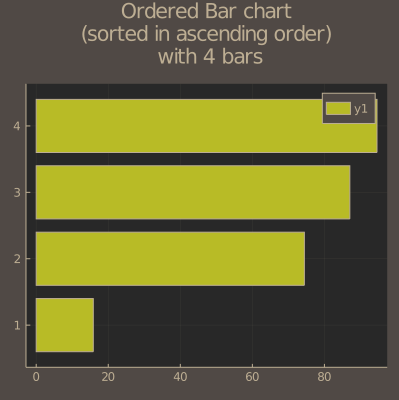 Ordered Bar chart
(sorted in ascending order)
with 4 bars
y1
4
3
2
1
0 20 40 60 80